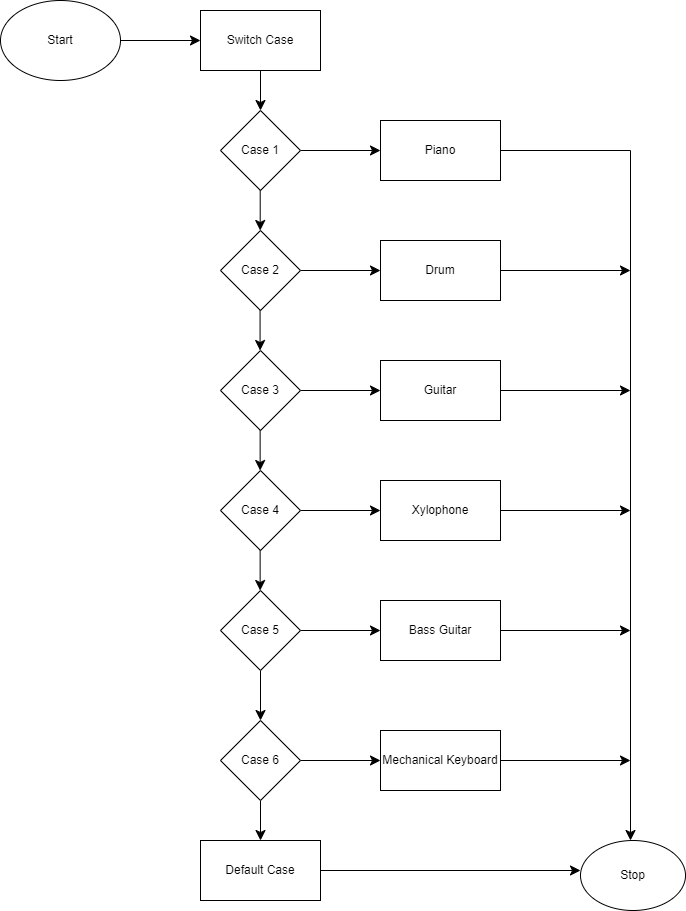 Start
Switch Case
Case 1
Piano
Case 2
Drum
Case 3
Guitar
Case 4
Xylophone
Case 5
Bass Guitar
Case 6
Mechanical Keyboard
Default Case
Stop